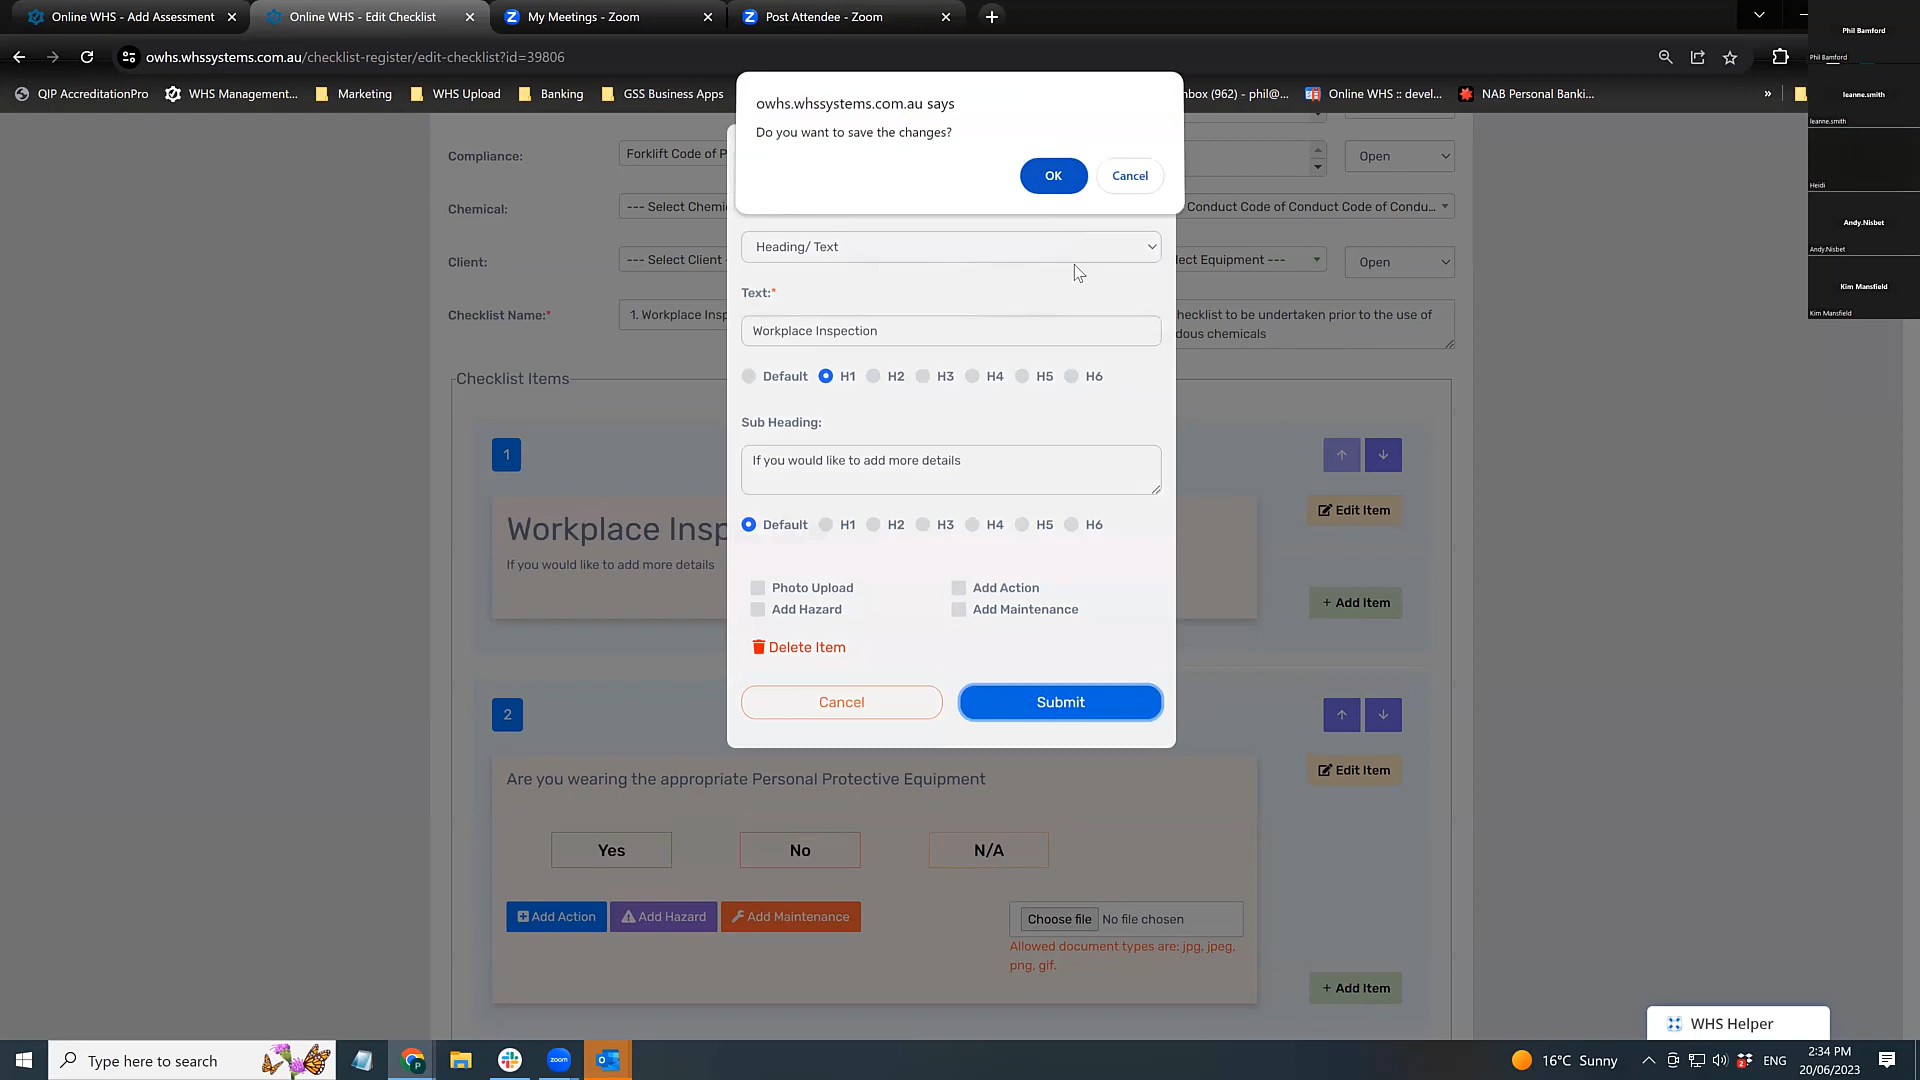 Online WHS - Add Assessment
Online WHS - Edit Checklist
My Meetings - Zoom
Post Attendee - Zoom
owhs.whssystems.com.au/checklist-register/edit-checklist?id=39806
QIP AccreditationPro
WHS Management...
Marketing
WHS Upload
Banking
GSS Business Apps
nbox (962) - phil@...
Online WHS :: devel...
NAB Personal Banki...
»
Phil Bamford
Phil Bamford
leanne.smith
leanne.smith
Heidi
Andy.Nisbet
Andy.Nisbet
Kim Mansfield
Kim Mansfield
owhs.whssystems.com.au says
Do you want to save the changes?
OK
Cancel
Compliance:
Forklift Code of P
Open
Chemical:
--- Select Chemi
Conduct Code of Conduct Code of Condu...
Client:
--- Select Client
lect Equipment ---
Open
Checklist Name:*
1. Workplace Insp
hecklist to be undertaken prior to the use of
dous chemicals
Heading/ Text
Text:*
Workplace Inspection
Default H1 H2 H3 H4 H5 H6
Sub Heading:
If you would like to add more details
Default H1 H2 H3 H4 H5 H6
Photo Upload
Add Action
Add Hazard
Add Maintenance
Delete Item
Cancel
Submit
Checklist Items
1
Workplace Insp
If you would like to add more details
Edit Item
+ Add Item
2
Are you wearing the appropriate Personal Protective Equipment
Edit Item
Yes
No
N/A
Add Action
Add Hazard
Add Maintenance
Choose file No file chosen
Allowed document types are: jpg, jpeg,
png, gif.
+ Add Item
WHS Helper
Type here to search
zoom
16°C Sunny
ENG
2:34 PM
20/06/2023